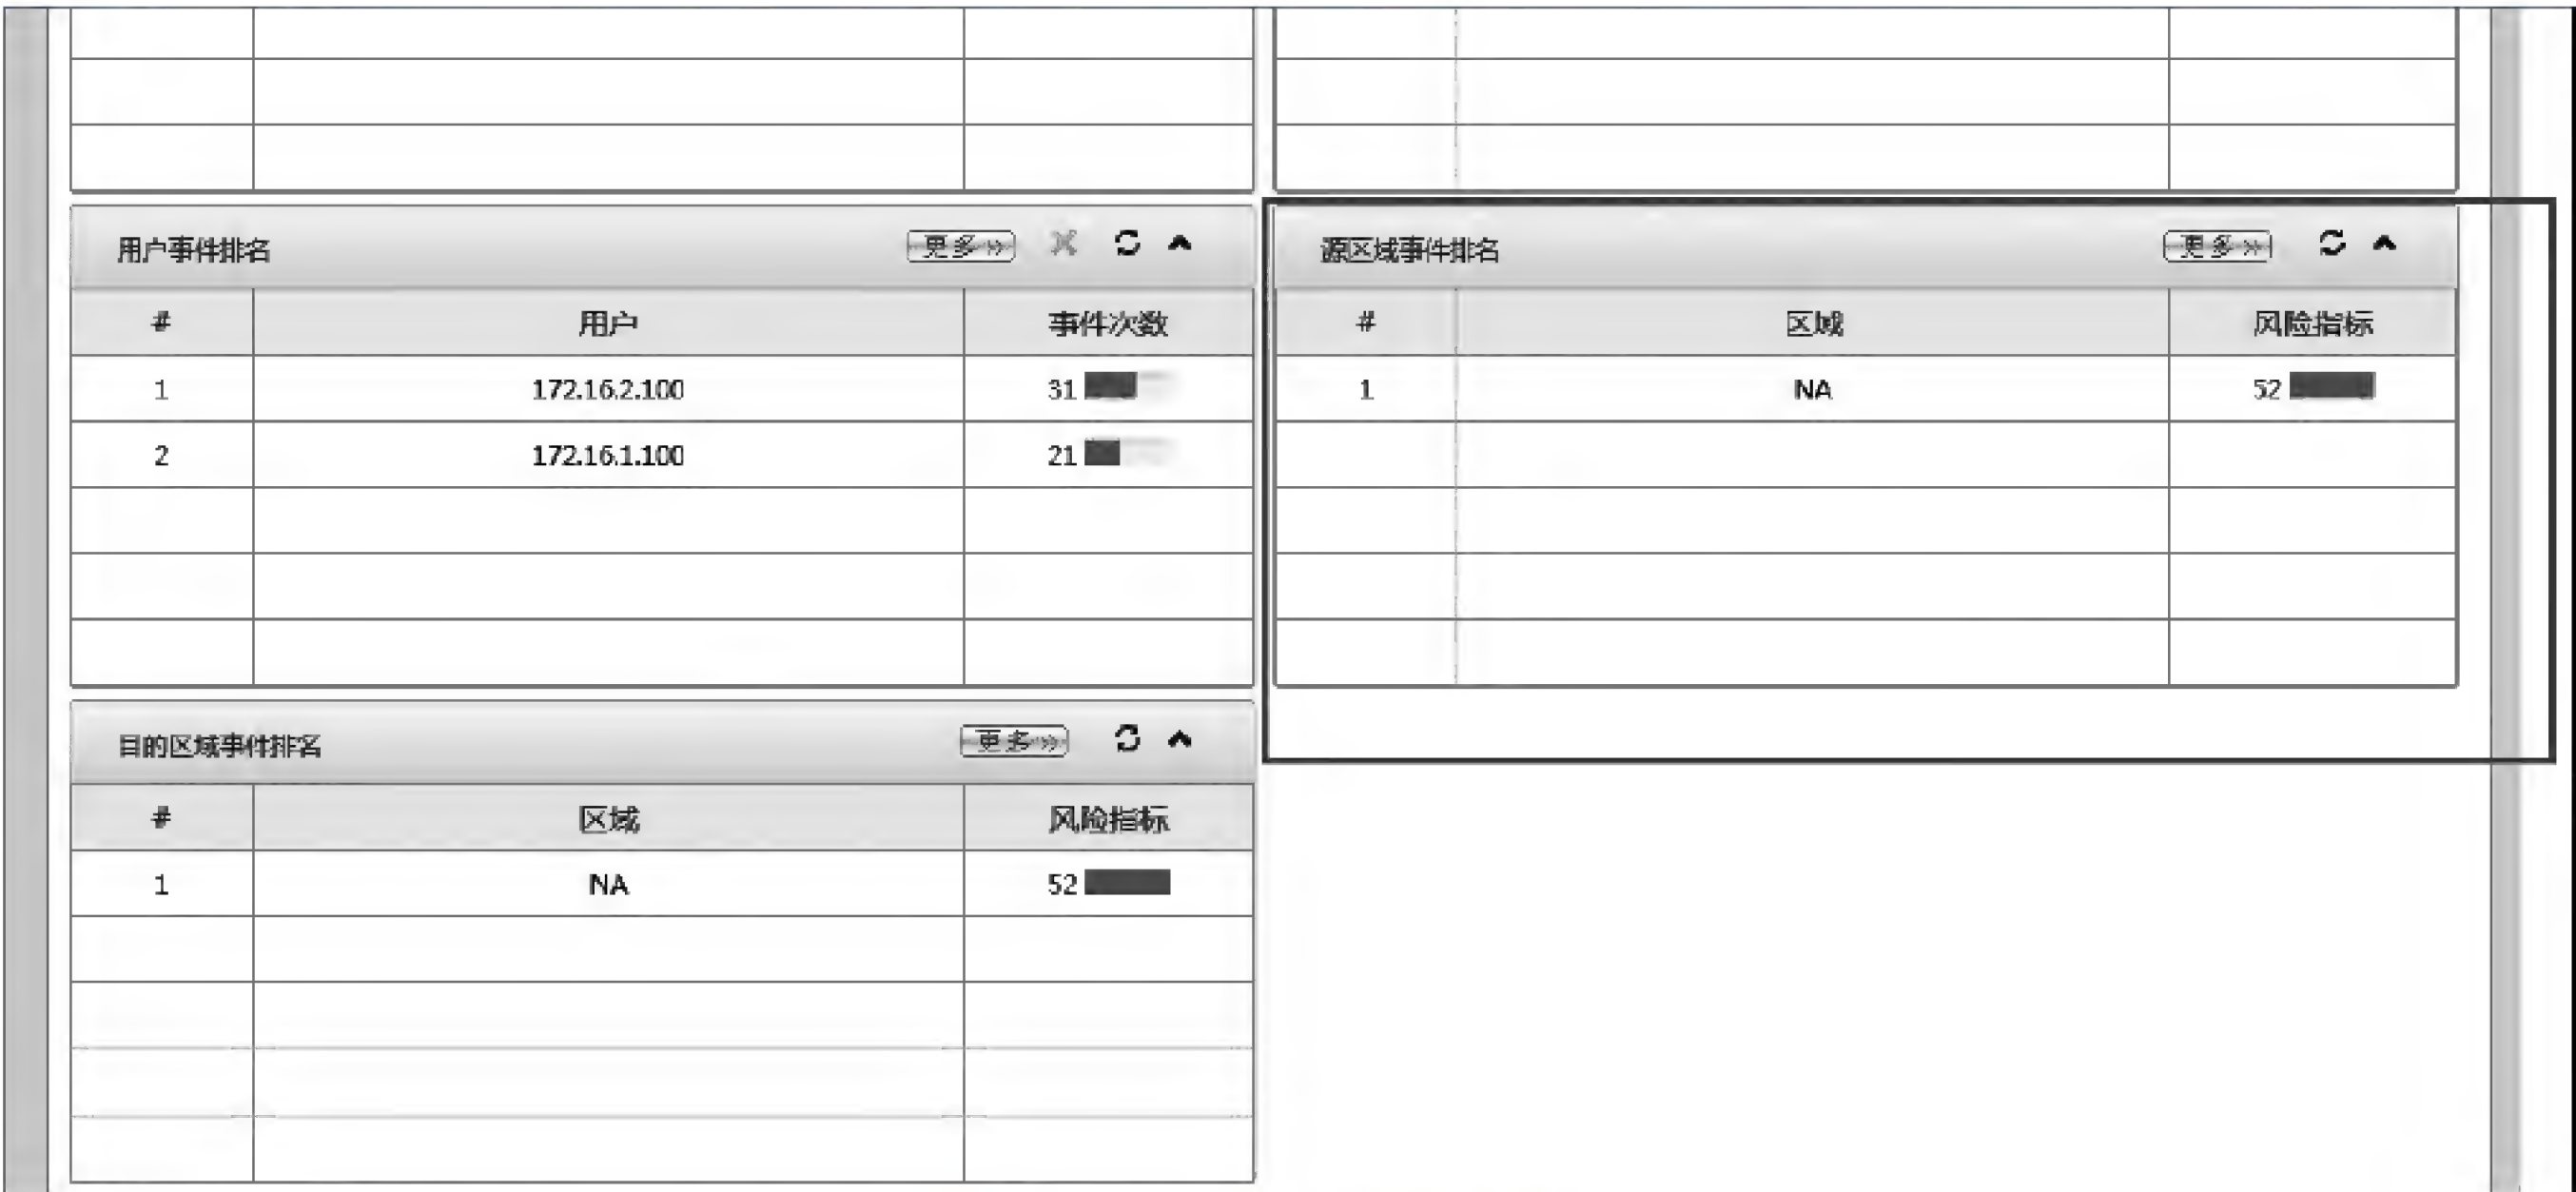 用户事件排名 更多 »
# 用户 事件次数
1 172.16.2.100 31
2 172.16.1.100 21
源区域事件排名 更多 »
# 区域 风险指标
1 NA 52
目的区域事件排名 更多 »
# 区域 风险指标
1 NA 52